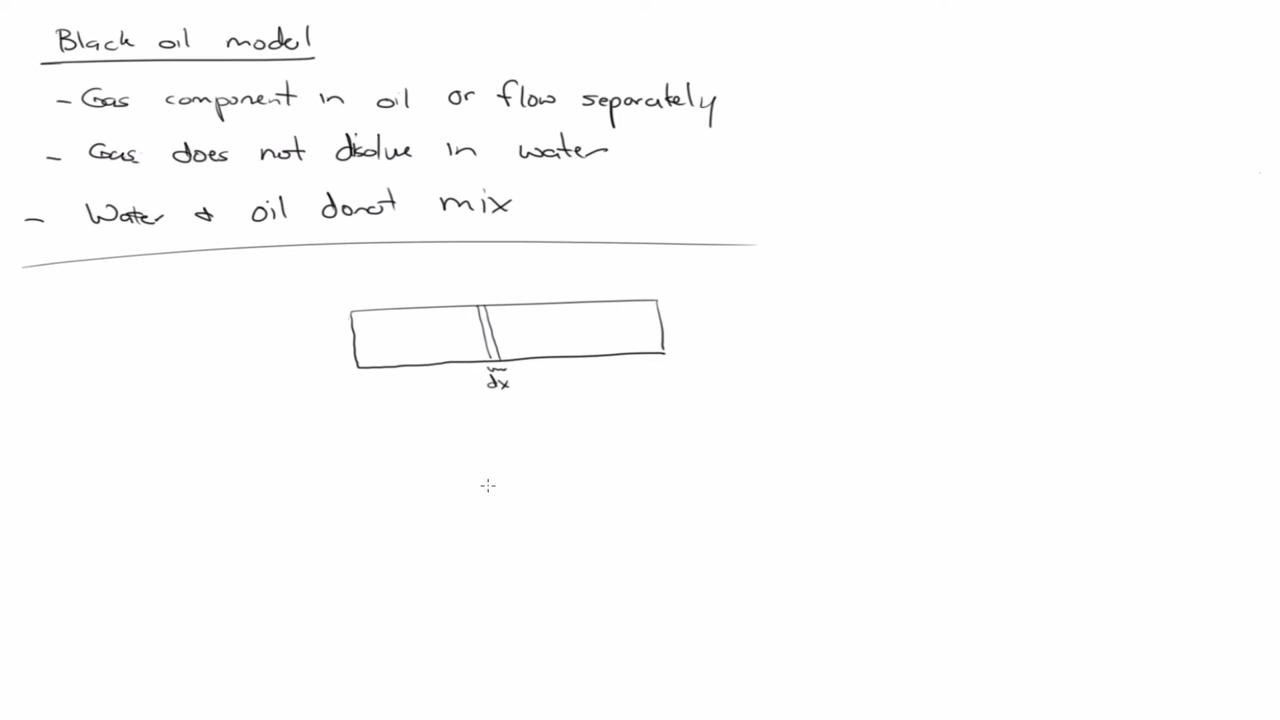 Black oil model
- Gas component in oil or flow separately
- Gas does not disolve in water
- Water & oil donot mix
dx